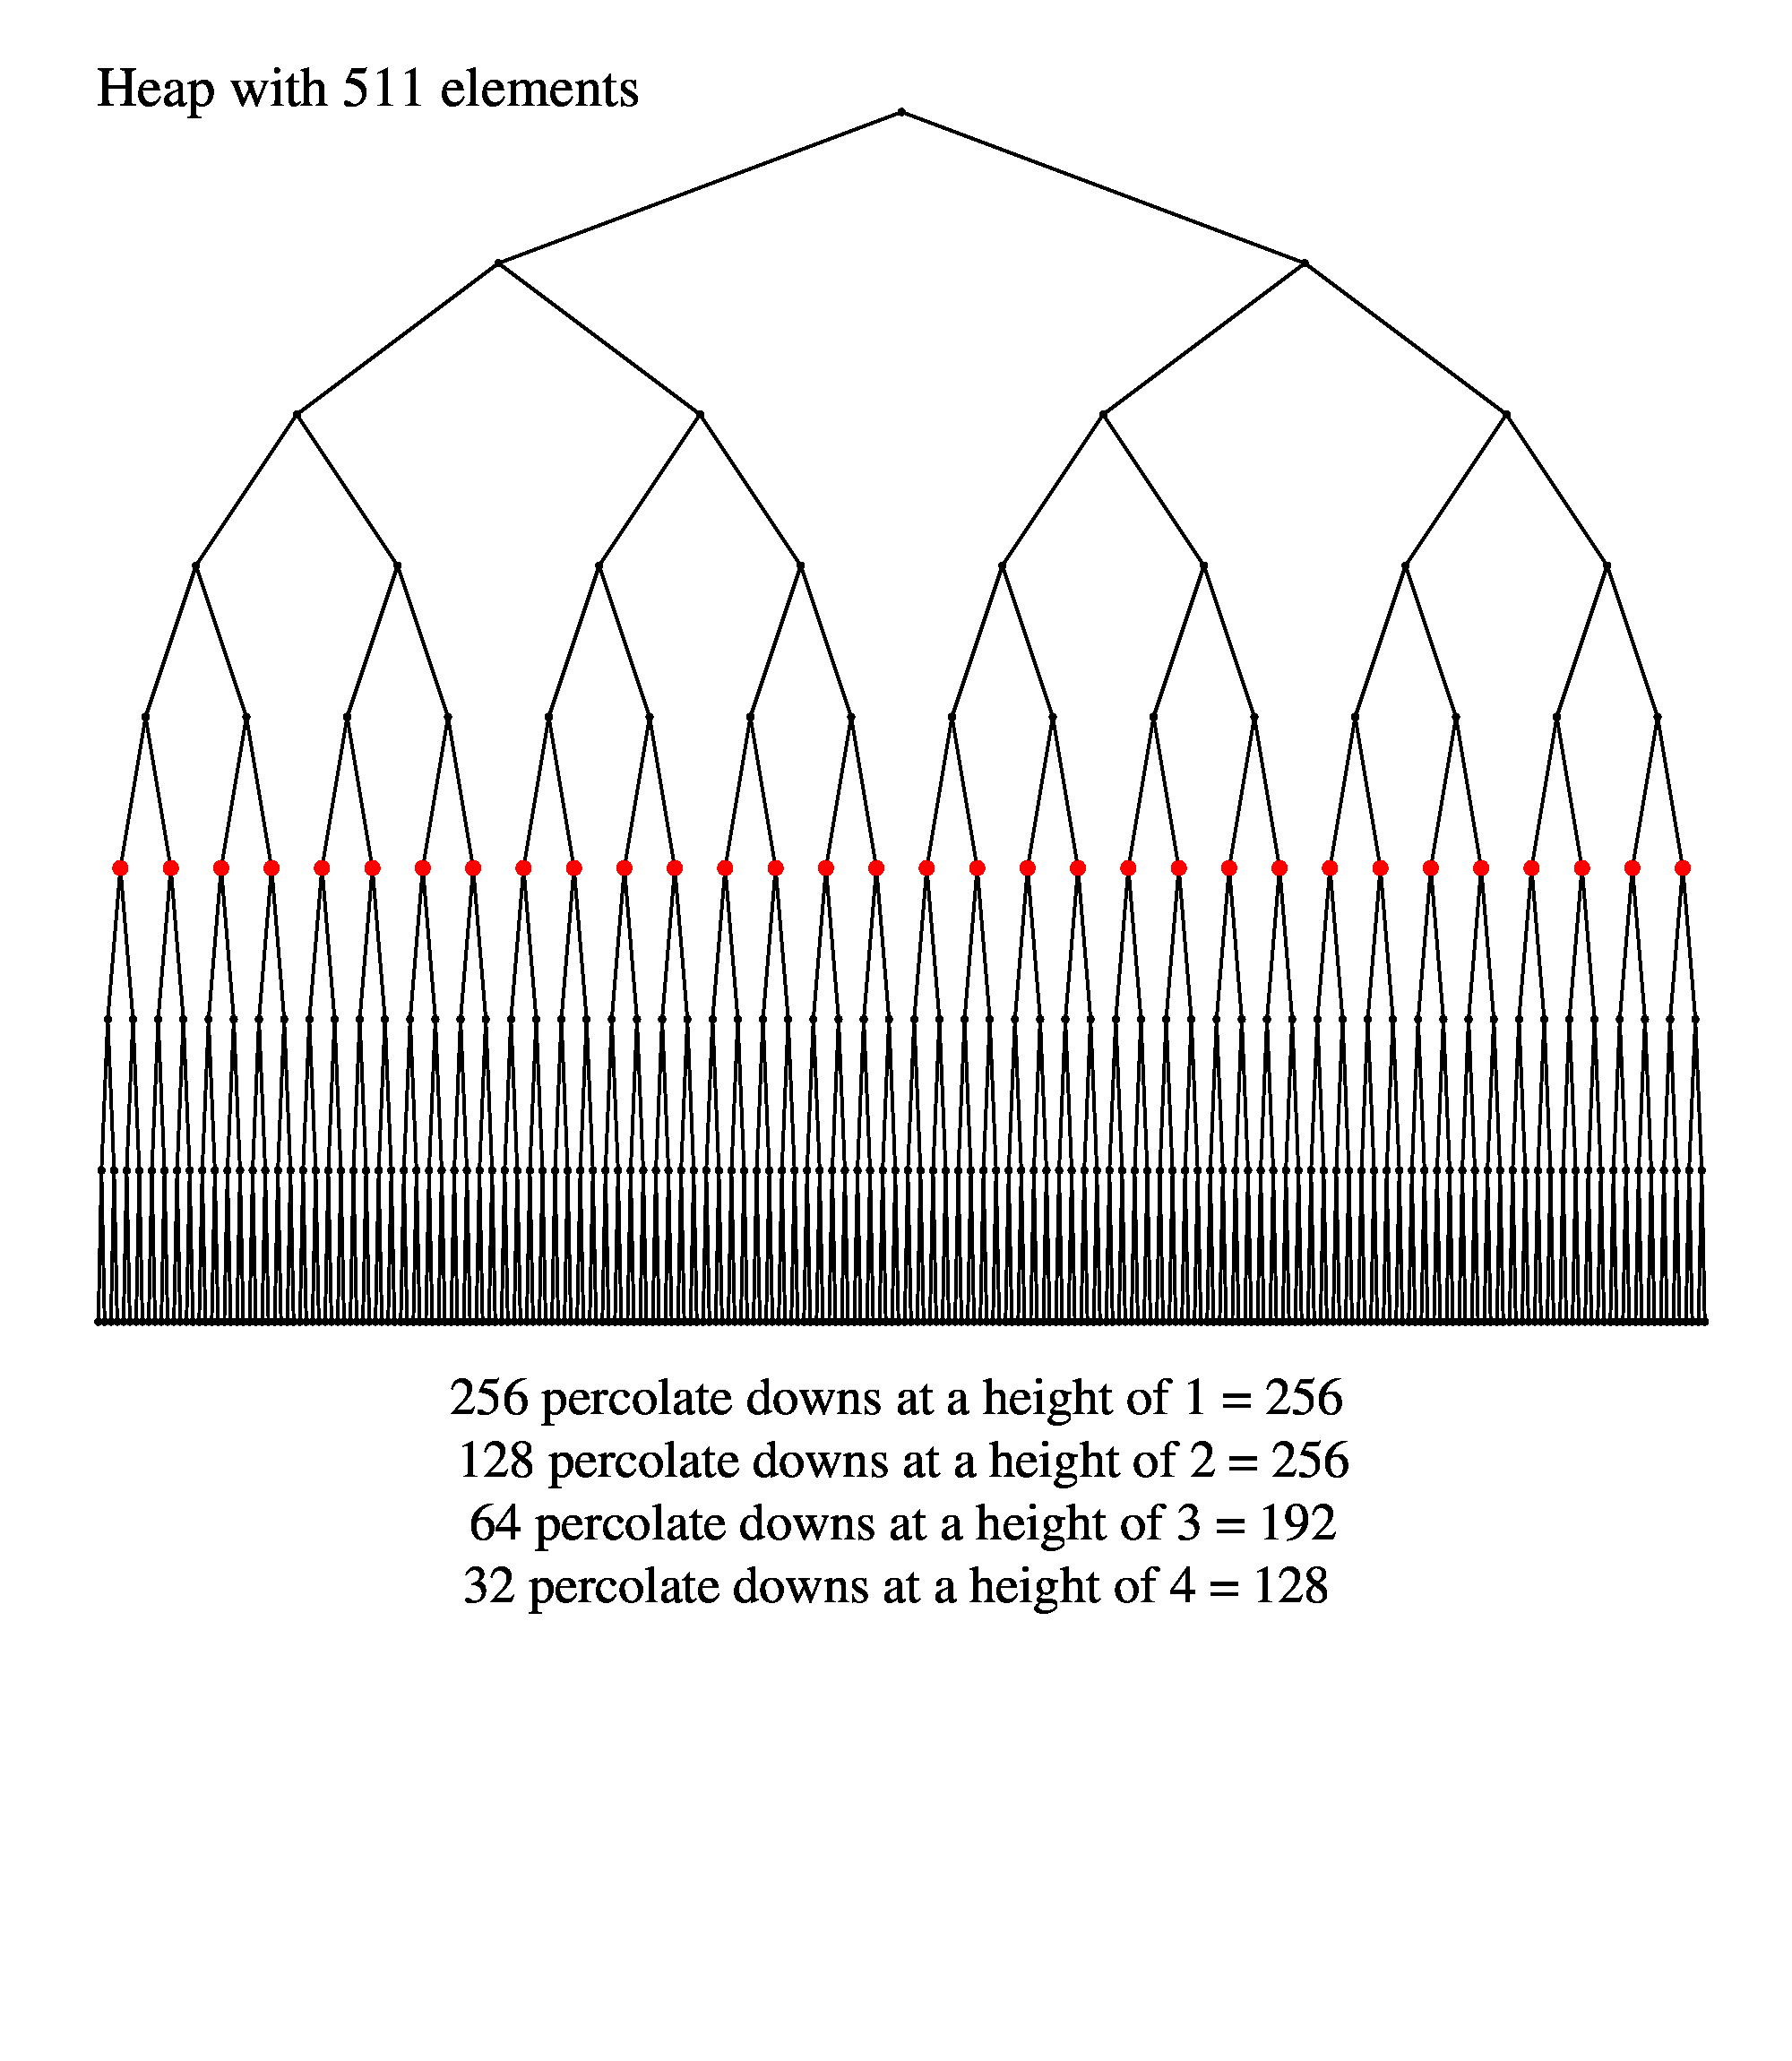 Heap with 511 elements
256 percolate downs at a height of 1 = 256
128 percolate downs at a height of 2 = 256
64 percolate downs at a height of 3 = 192
32 percolate downs at a height of 4 = 128